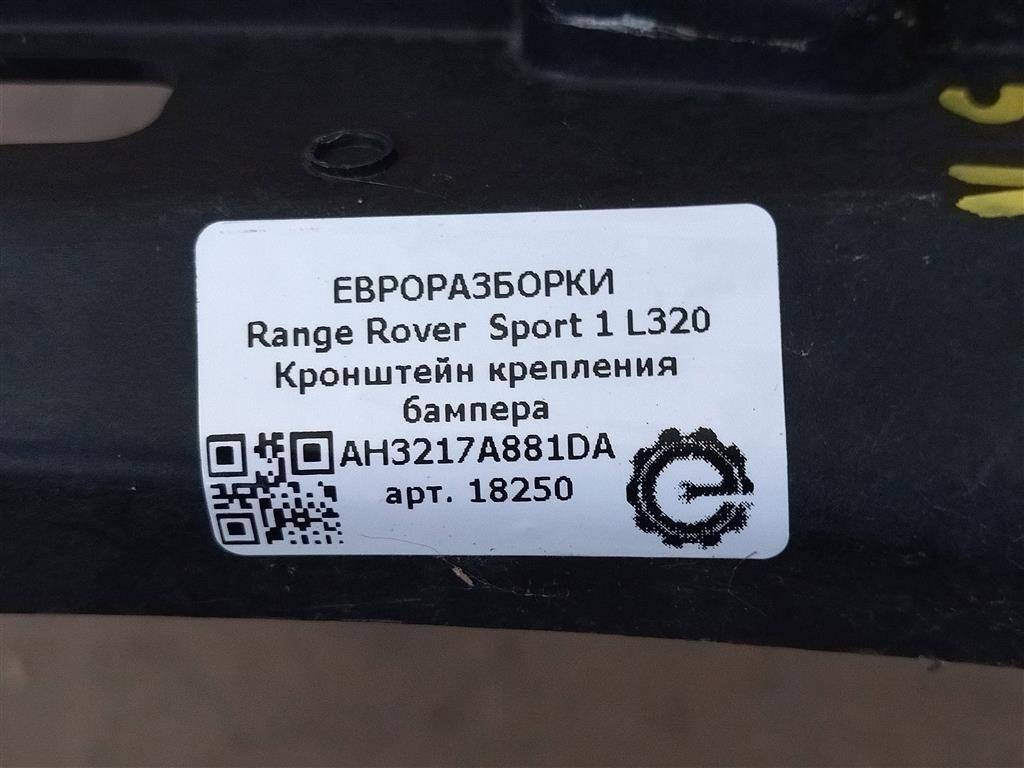 ЕВРОРАЗБОРКИ
Range Rover Sport 1 L320
Кронштейн крепления
бампера
AH3217A881DA
арт. 18250